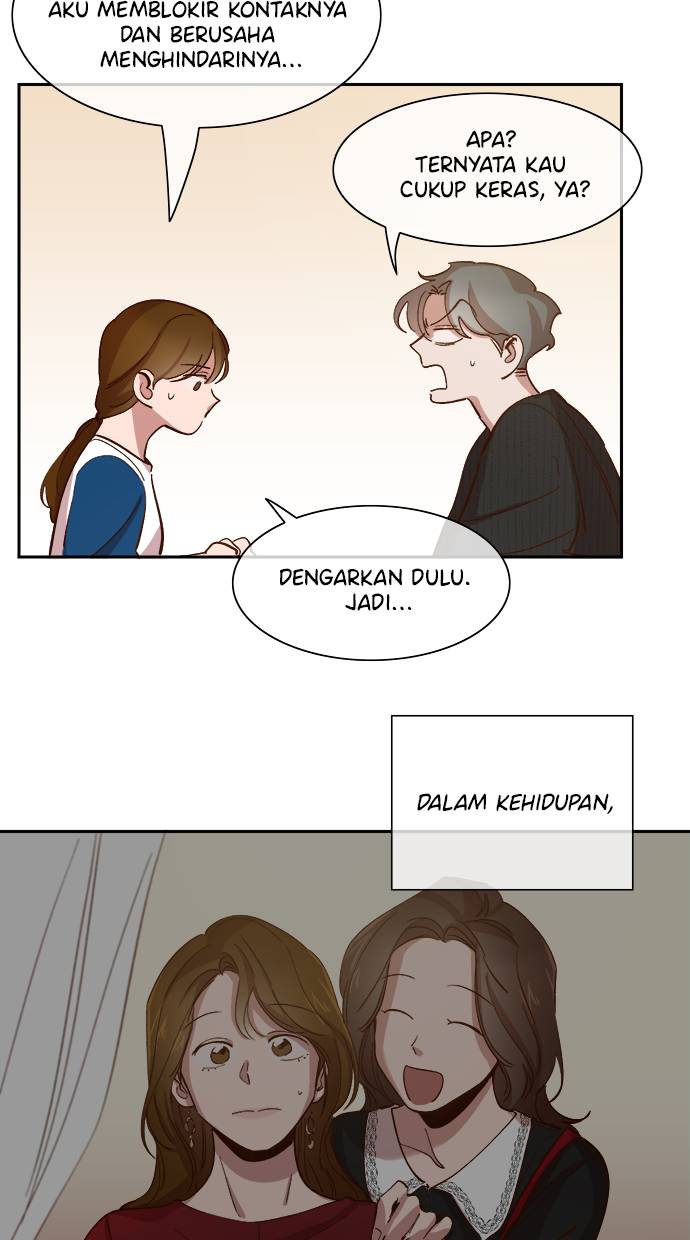 AKU MEMBLOKIR KONTAKNYA
DAN BERUSAHA
MENGHINDARINYA...
APA?
TERNYATA KAU
CUKUP KERAS, YA?
DENGARKAN DULU.
JADI...
DALAM KEHIDUPAN,